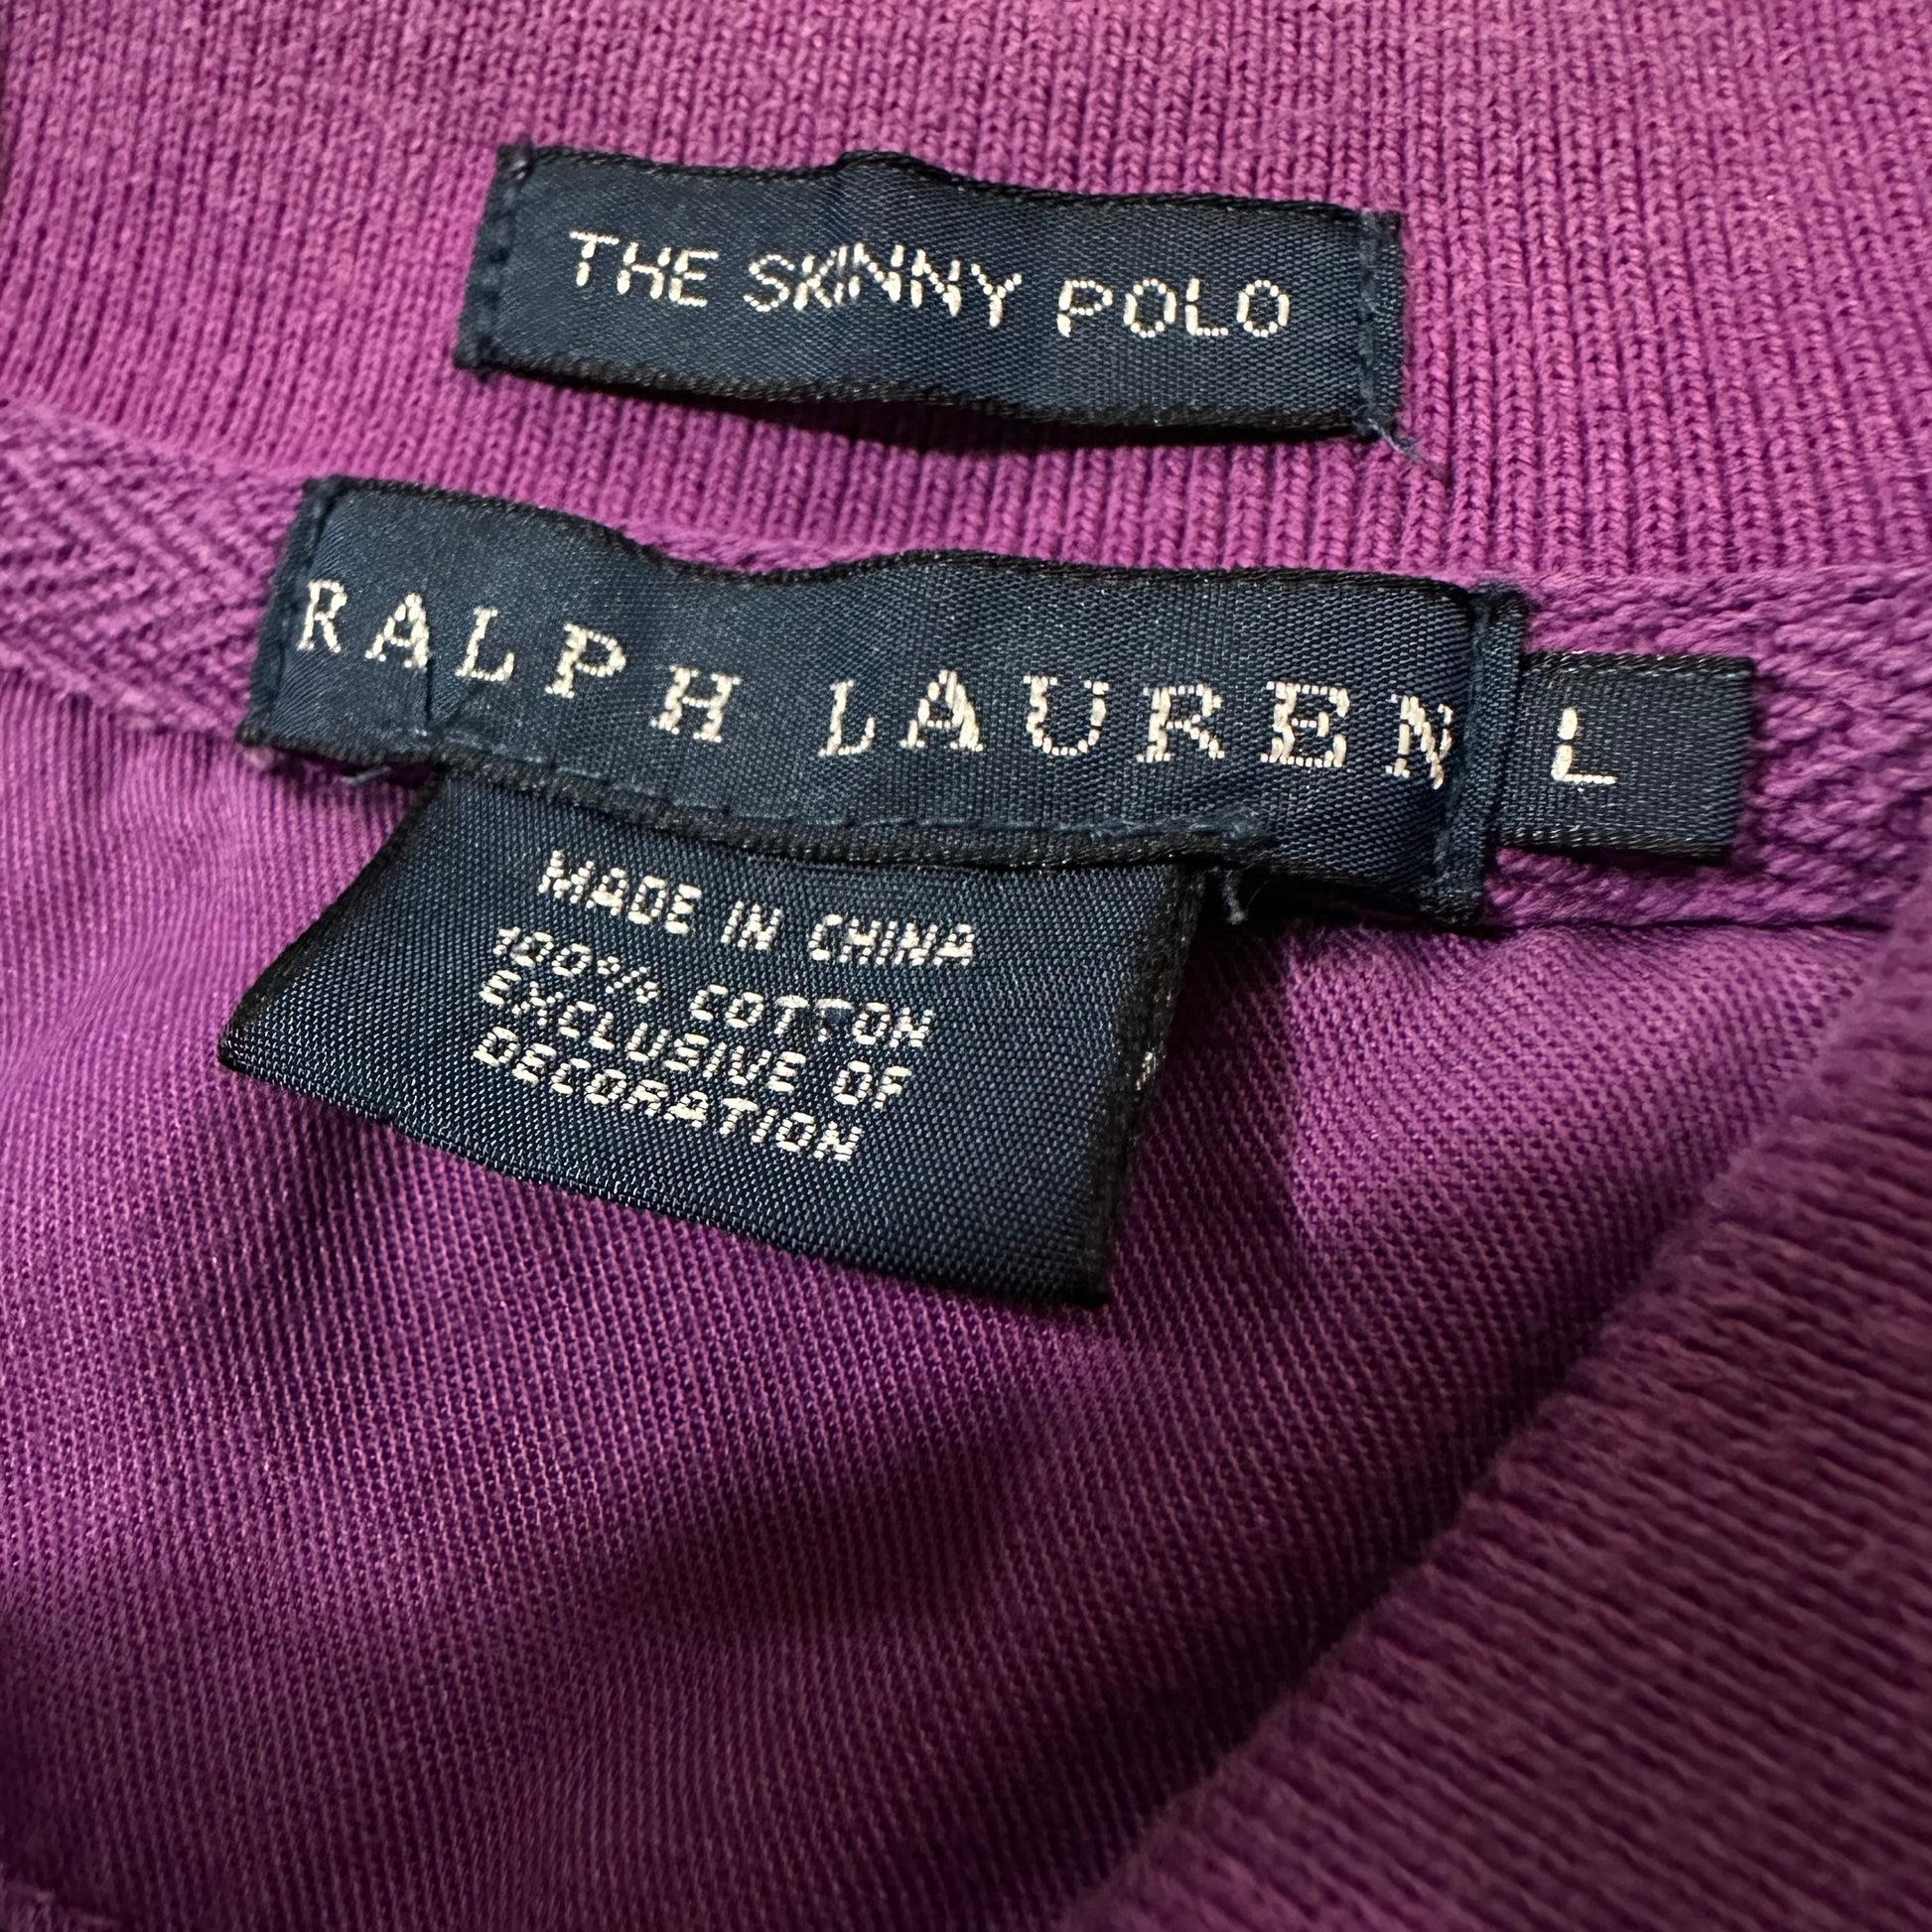 THE SKINNY POLO
RALPH LAUREN
L
MADE IN CHINA
100% COTTON
EXCLUSIVE OF
DECORATION